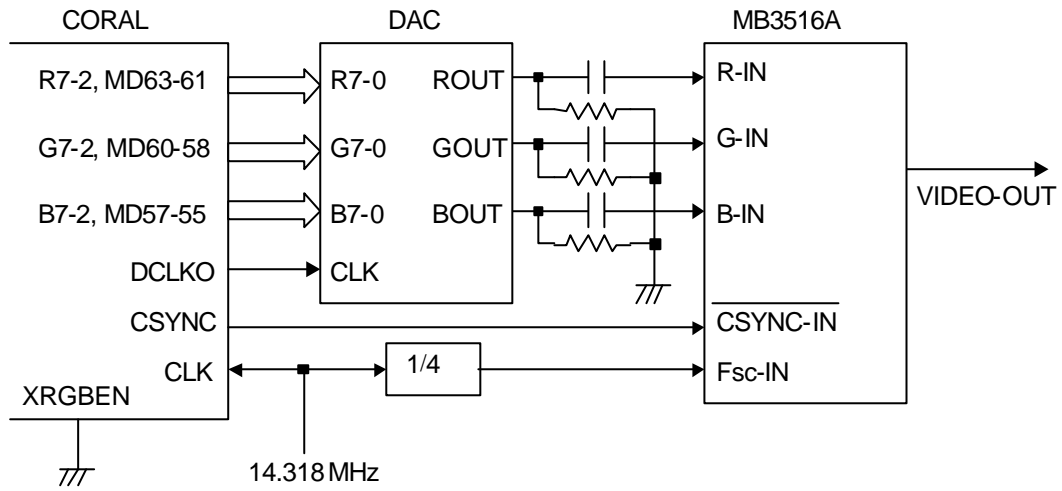 CORAL
DAC
MB3516A
R7-2, MD63-61
R7-0
ROUT
R-IN
G7-2, MD60-58
G7-0
GOUT
G-IN
B7-2, MD57-55
B7-0
BOUT
B-IN
VIDEO-OUT
DCLKO
CLK
CSYNC
CSYNC-IN
CLK
1/4
Fsc-IN
XRGBEN
14.318 MHz